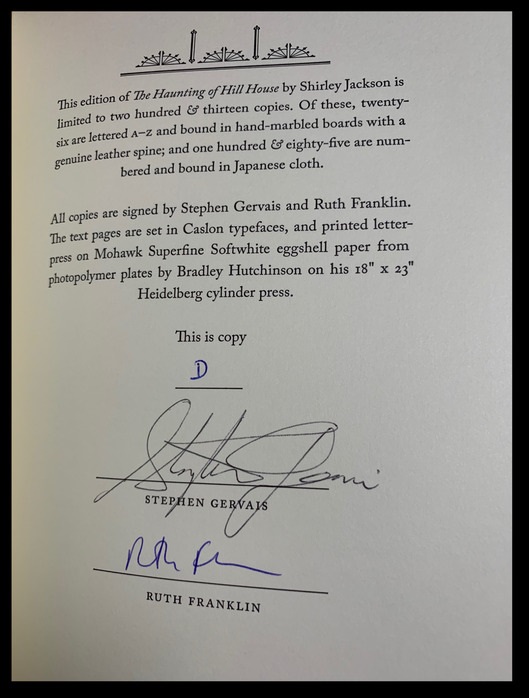 This edition of The Haunting of Hill House by Shirley Jackson is
limited to two hundred & thirteen copies. Of these, twenty-
six are lettered A–Z and bound in hand-marbled boards with a
genuine leather spine; and one hundred & eighty-five are num-
bered and bound in Japanese cloth.
All copies are signed by Stephen Gervais and Ruth Franklin.
The text pages are set in Caslon typefaces, and printed letter-
press on Mohawk Superfine Softwhite eggshell paper from
photopolymer plates by Bradley Hutchinson on his 18" x 23"
Heidelberg cylinder press.
This is copy
D
Stephen Gervais
STEPHEN GERVAIS
Ruth Franklin
RUTH FRANKLIN